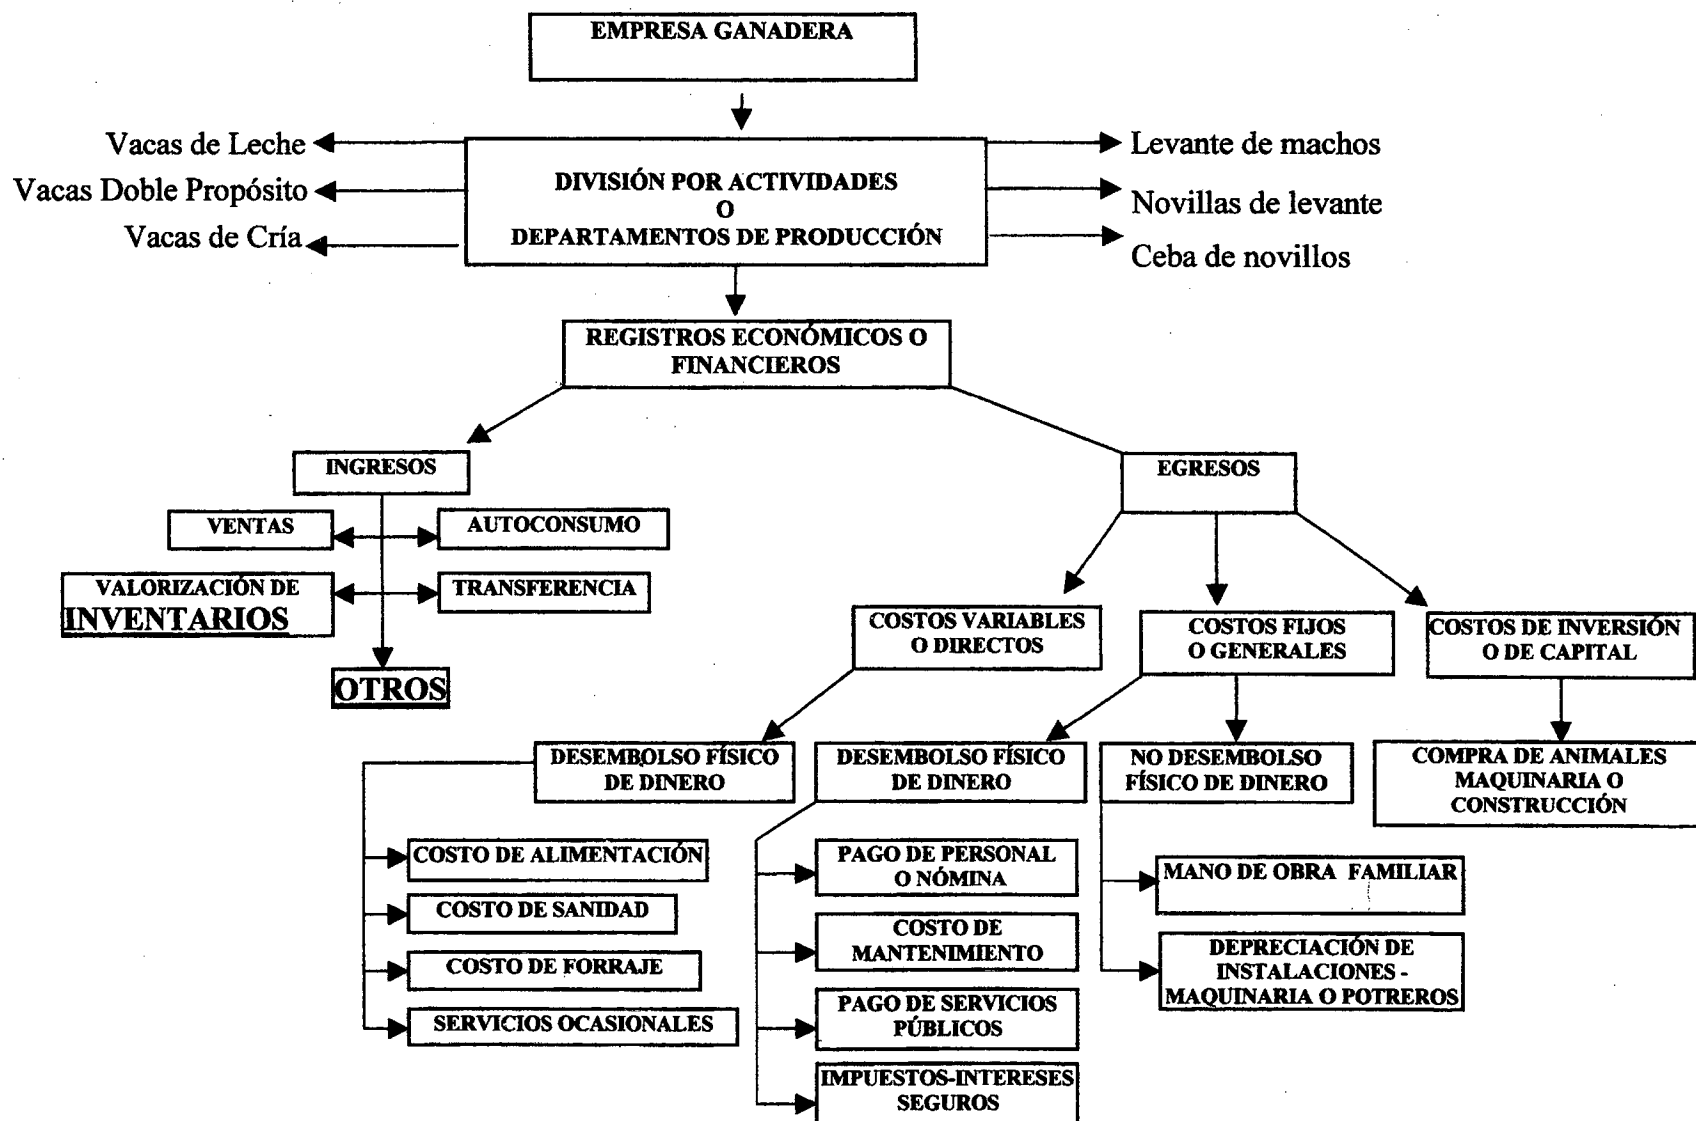 EMPRESA GANADERA
Vacas de Leche
Vacas Doble Propósito
Vacas de Cría
DIVISIÓN POR ACTIVIDADES
O
DEPARTAMENTOS DE PRODUCCIÓN
Levante de machos
Novillas de levante
Ceba de novillos
REGISTROS ECONÓMICOS O
FINANCIEROS
INGRESOS
EGRESOS
VENTAS
AUTOCONSUMO
VALORIZACIÓN DE
INVENTARIOS
TRANSFERENCIA
OTROS
COSTOS VARIABLES
O DIRECTOS
COSTOS FIJOS
O GENERALES
COSTOS DE INVERSIÓN
O DE CAPITAL
DESEMBOLSO FÍSICO
DE DINERO
DESEMBOLSO FÍSICO
DE DINERO
NO DESEMBOLSO
FÍSICO DE DINERO
COMPRA DE ANIMALES
MAQUINARIA O
CONSTRUCCIÓN
COSTO DE ALIMENTACIÓN
COSTO DE SANIDAD
COSTO DE FORRAJE
SERVICIOS OCASIONALES
PAGO DE PERSONAL
O NÓMINA
COSTO DE
MANTENIMIENTO
PAGO DE SERVICIOS
PÚBLICOS
IMPUESTOS-INTERESES
SEGUROS
MANO DE OBRA FAMILIAR
DEPRECIACIÓN DE
INSTALACIONES -
MAQUINARIA O POTREROS